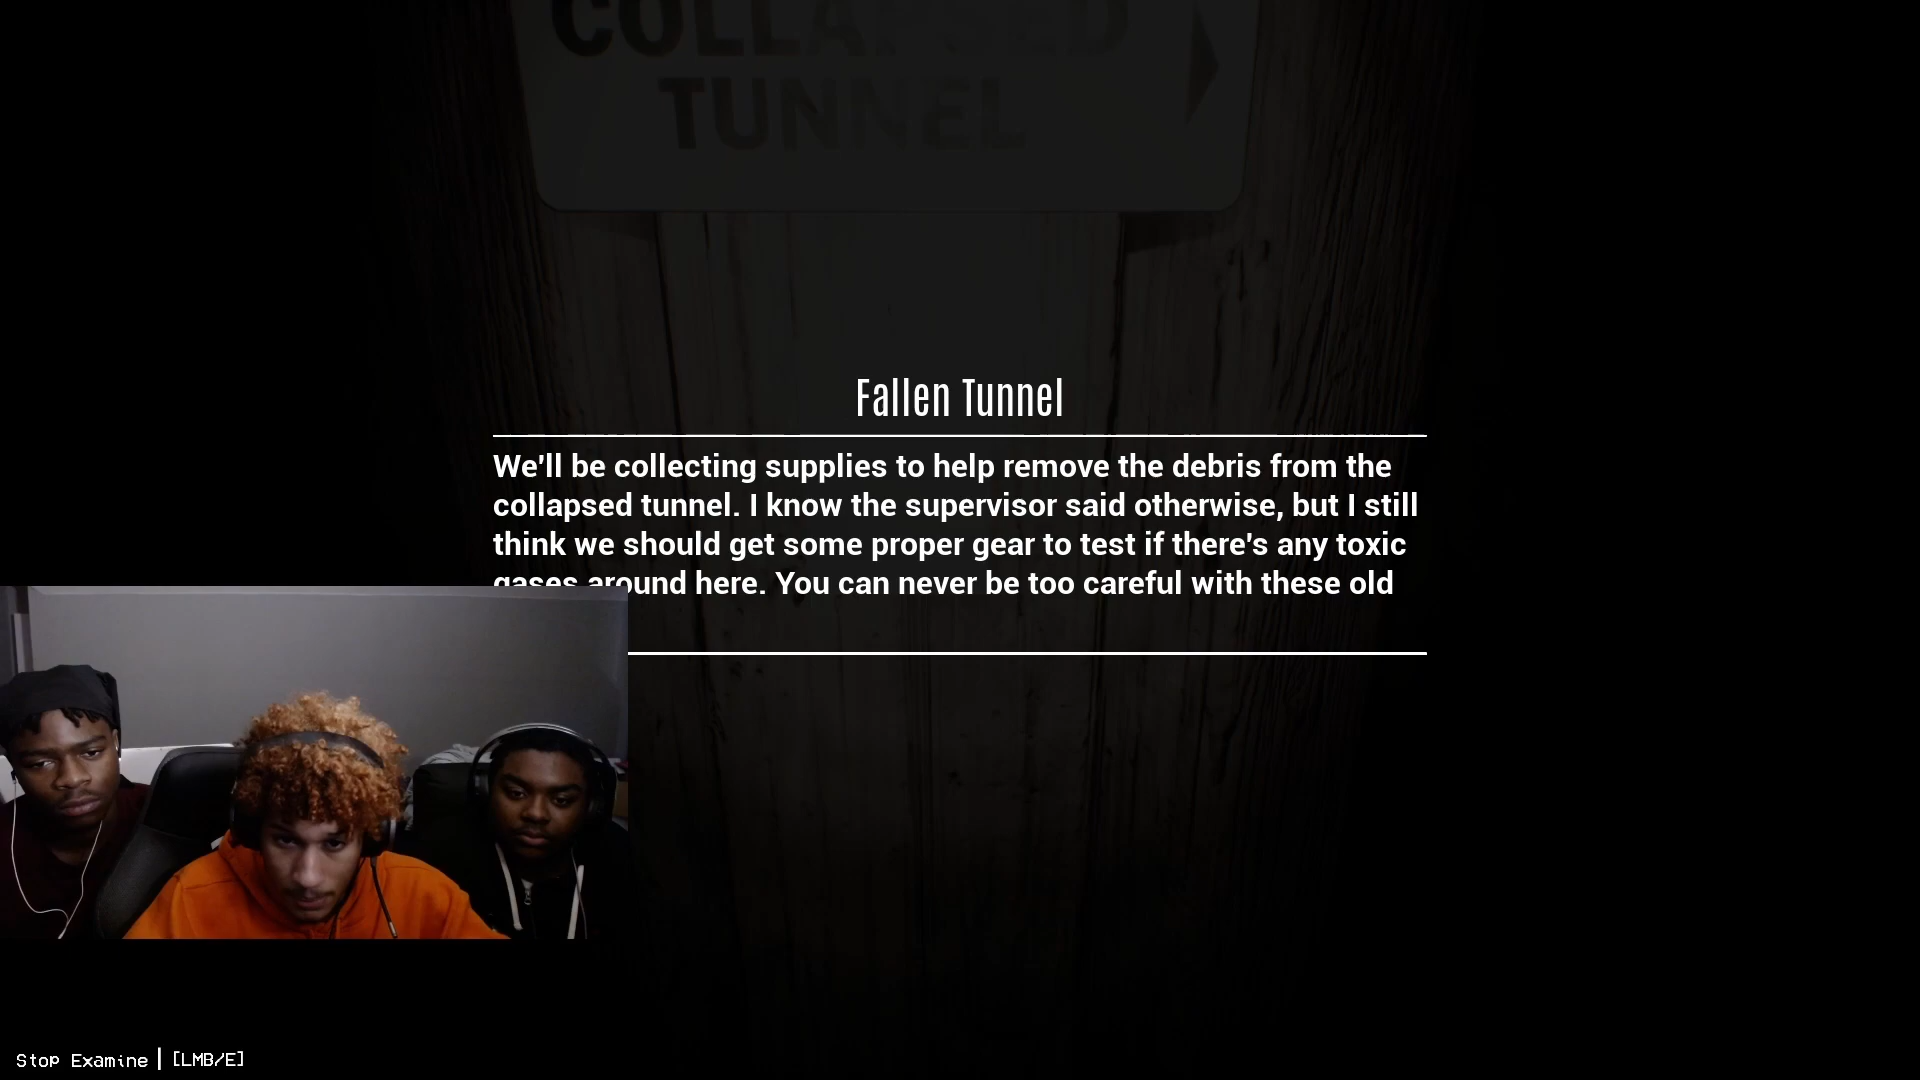 COLLAPSED
TUNNEL
Fallen Tunnel
We'll be collecting supplies to help remove the debris from the
collapsed tunnel. I know the supervisor said otherwise, but I still
think we should get some proper gear to test if there's any toxic
gases around here. You can never be too careful with these old
Stop Examine | [LMB/E]